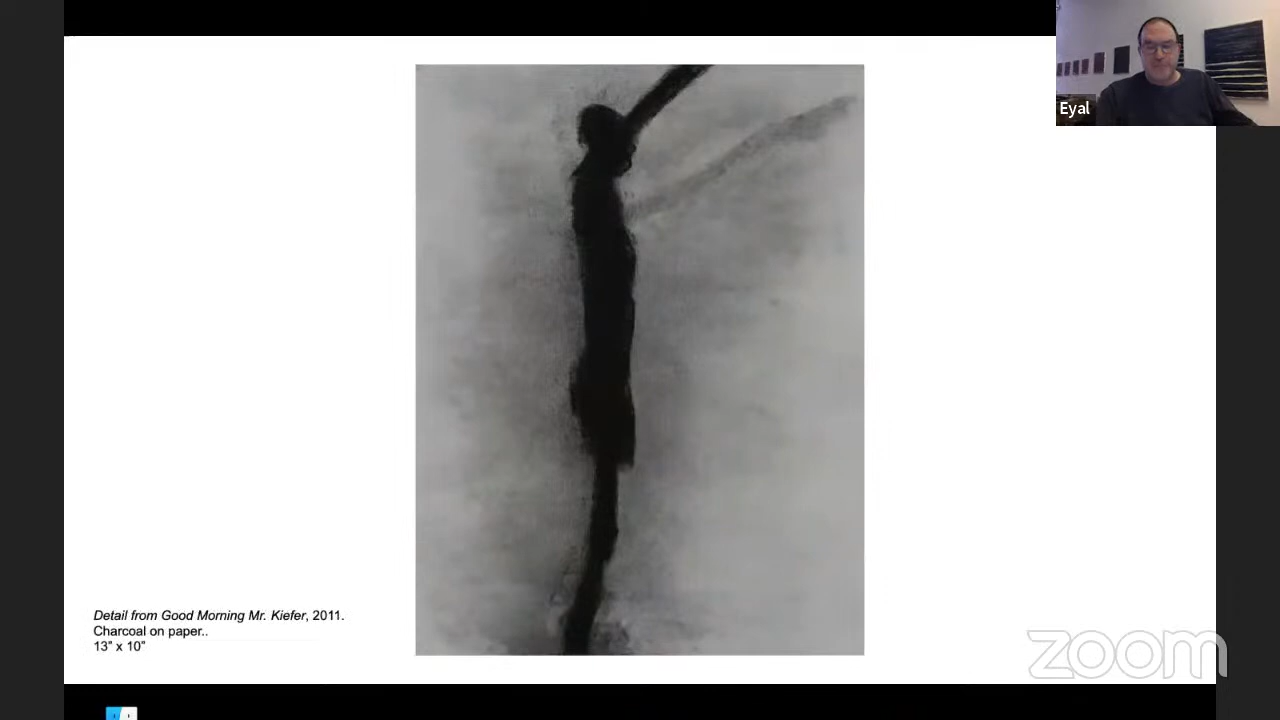 Eyal
Detail from Good Morning Mr. Kiefer, 2011.
Charcoal on paper..
13” x 10”
zoom